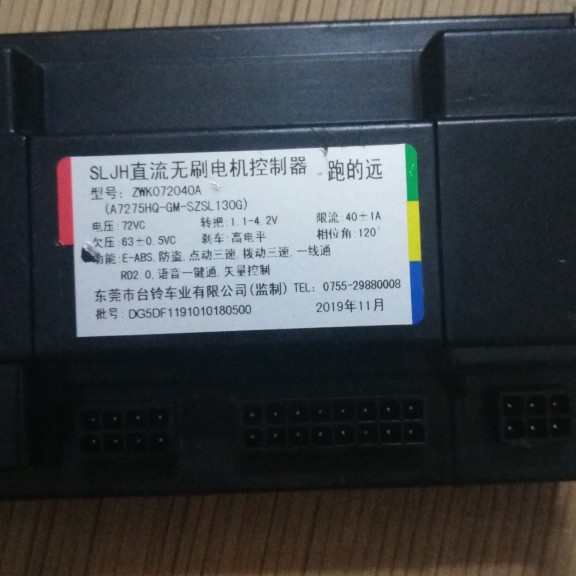 SLJH直流无刷电机控制器 跑的远
型号: ZWK072040A
(A7275HQ-GM-SZSL130G)
电压: 72VC 转把: 1.1-4.2V 限流: 40±1A
欠压: 63±0.5VC 刹车: 高电平 相位角: 120°
功能: E-ABS, 防盗, 点动三速, 拨动三速, 一线通
RD2.0, 语音一键通, 矢量控制
东莞市台铃车业有限公司(监制) TEL: 0755-29880008
批号: DG5DF1191010180500 2019年11月